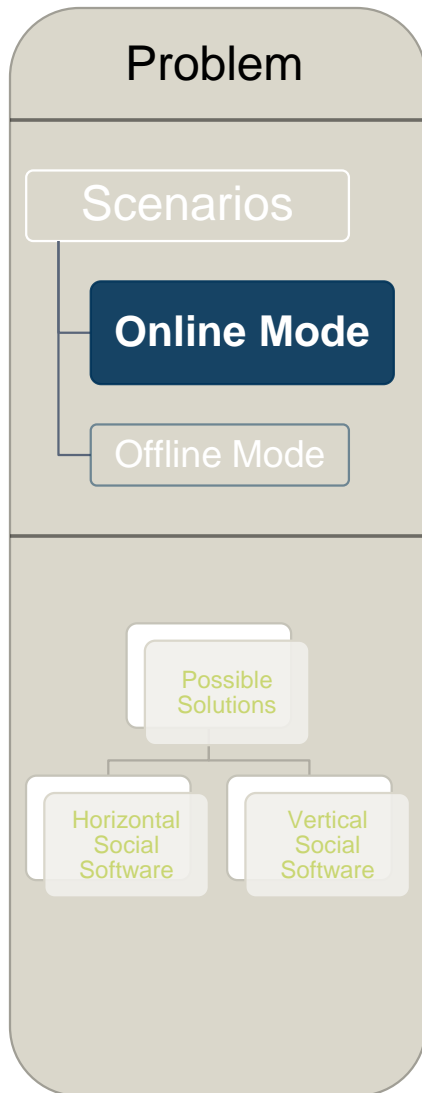 Problem
Scenarios
Online Mode
Offline Mode
Possible
Solutions
Horizontal
Social
Software
Vertical
Social
Software